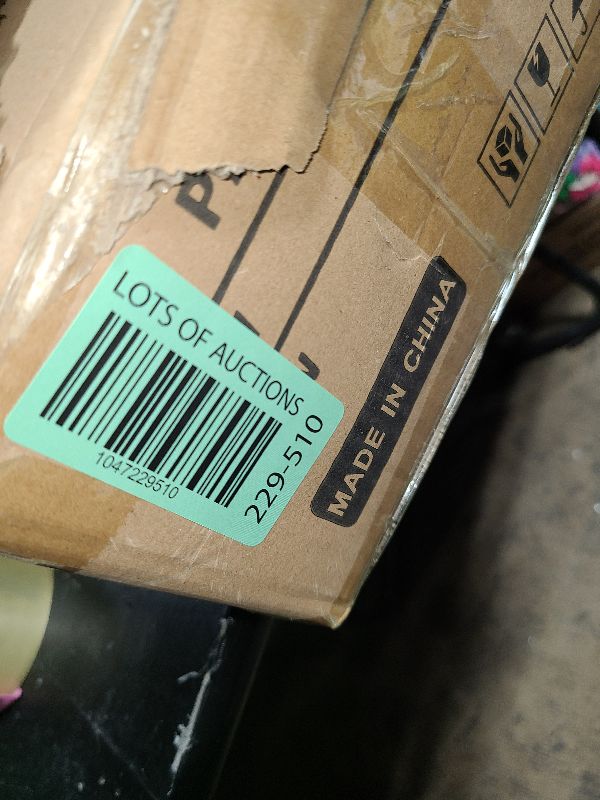 LOTS OF AUCTIONS
1047229510
229-510
MADE IN CHINA